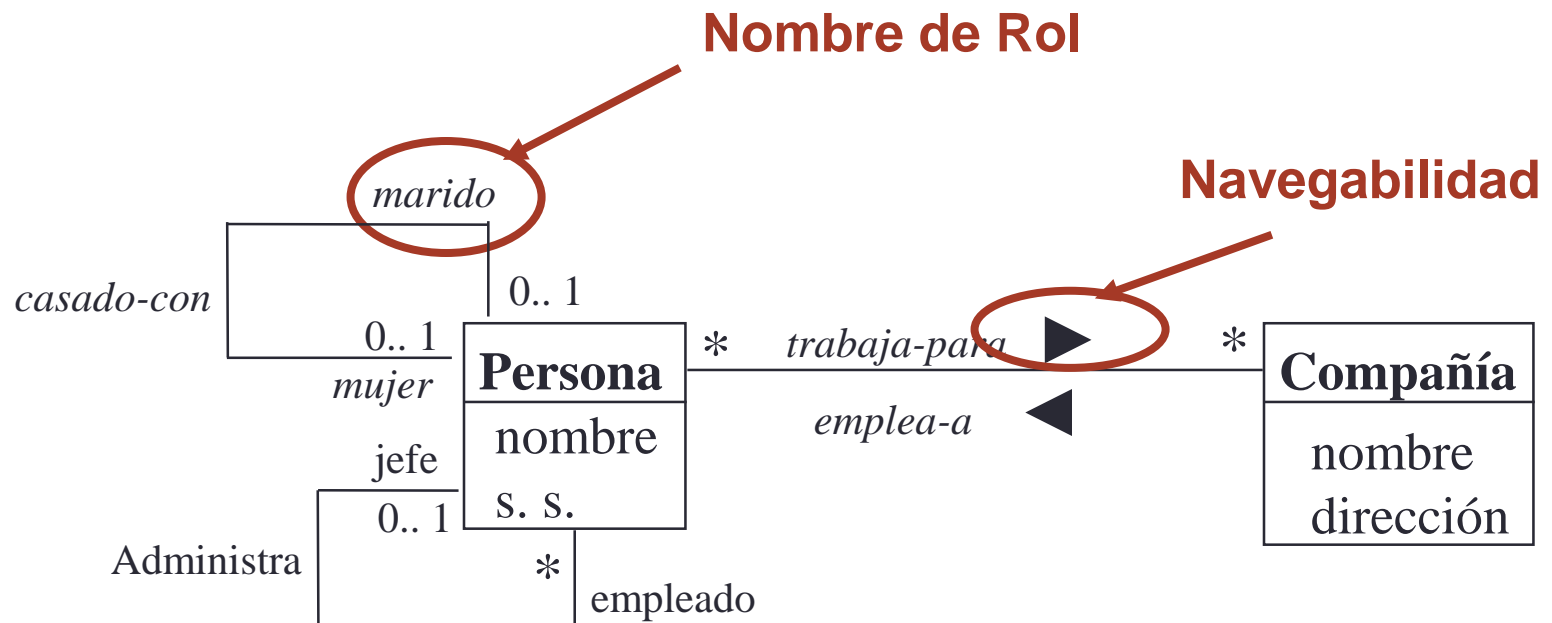 Nombre de Rol
Navegabilidad
marido
casado-con
0.. 1
0.. 1
mujer
Persona
nombre
s. s.
*
trabaja-para
*
emplea-a
Compañía
nombre
dirección
jefe
0.. 1
Administra
*
empleado